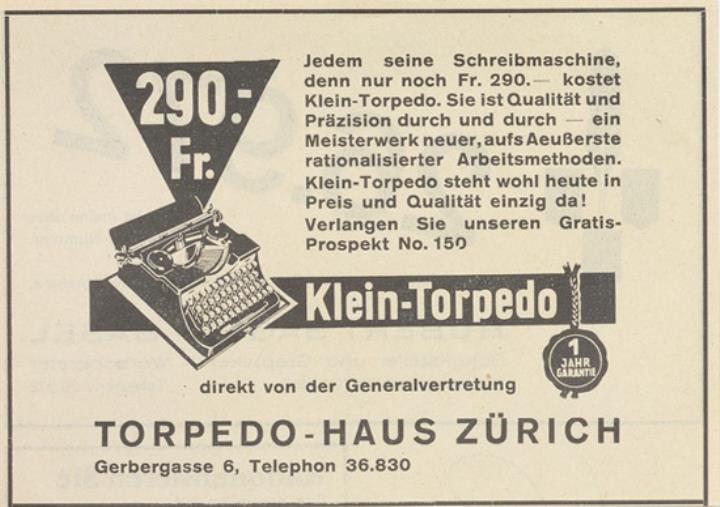 290.-
Fr.
Jedem seine Schreibmaschine,
denn nur noch Fr. 290.— kostet
Klein-Torpedo. Sie ist Qualität und
Präzision durch und durch — ein
Meisterwerk neuer, aufs Aeußerste
rationalisierter Arbeitsmethoden.
Klein-Torpedo steht wohl heute in
Preis und Qualität einzig da!
Verlangen Sie unseren Gratis-
Prospekt No. 150
Klein-Torpedo
1
JAHR
GARANTIE
direkt von der Generalvertretung
TORPEDO-HAUS ZÜRICH
Gerbergasse 6, Telephon 36.830